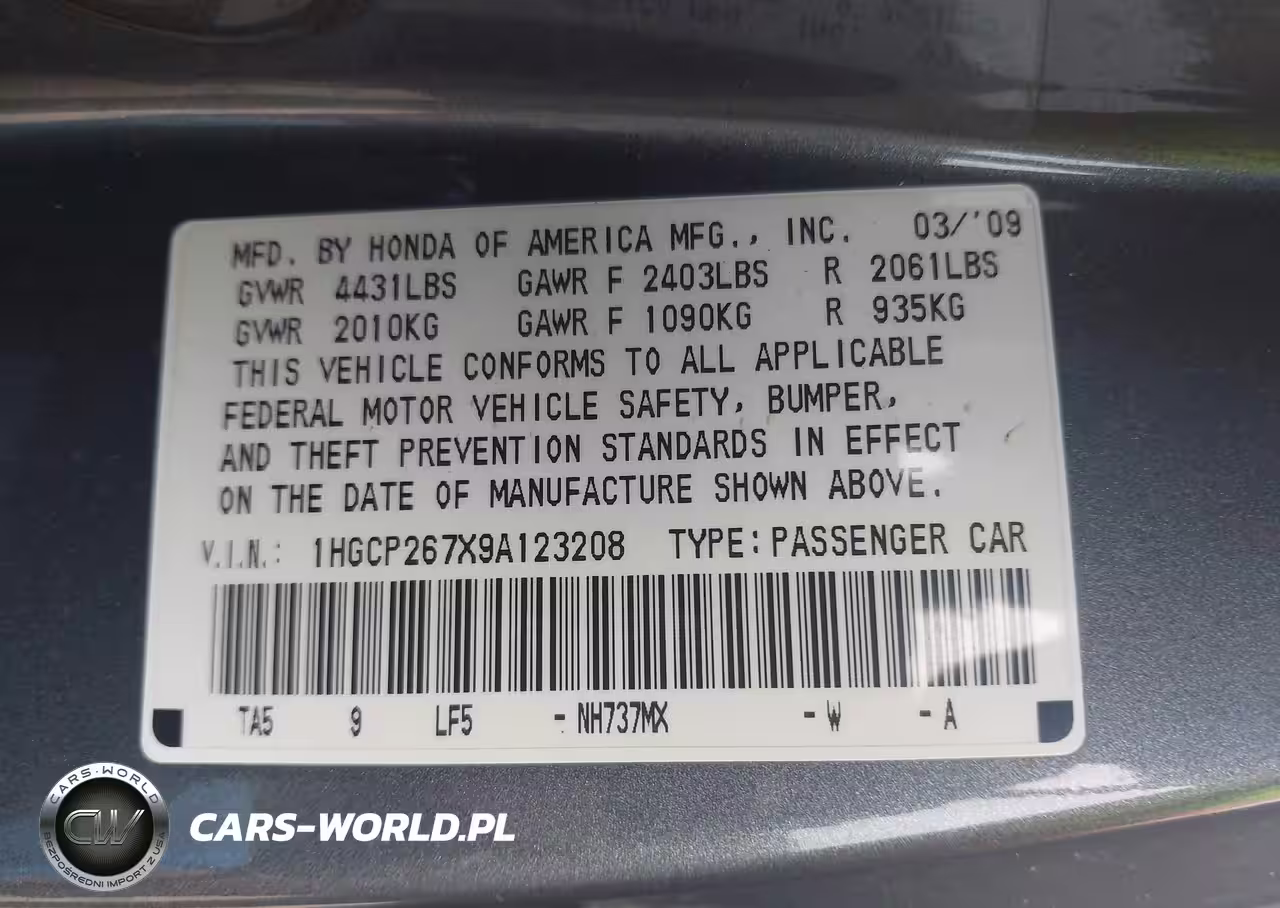 MFD. BY HONDA OF AMERICA MFG., INC. 03/'09
GVWR 4431LBS GAWR F 2403LBS R 2061LBS
GVWR 2010KG GAWR F 1090KG R 935KG
THIS VEHICLE CONFORMS TO ALL APPLICABLE
FEDERAL MOTOR VEHICLE SAFETY, BUMPER,
AND THEFT PREVENTION STANDARDS IN EFFECT
ON THE DATE OF MANUFACTURE SHOWN ABOVE.
V.I.N.: 1HGCP267X9A123208 TYPE: PASSENGER CAR
TA5 9 LF5 - NH737MX - W - A
CARS-WORLD
CW
BEZPOŚREDNI IMPORT Z USA
CARS-WORLD.PL